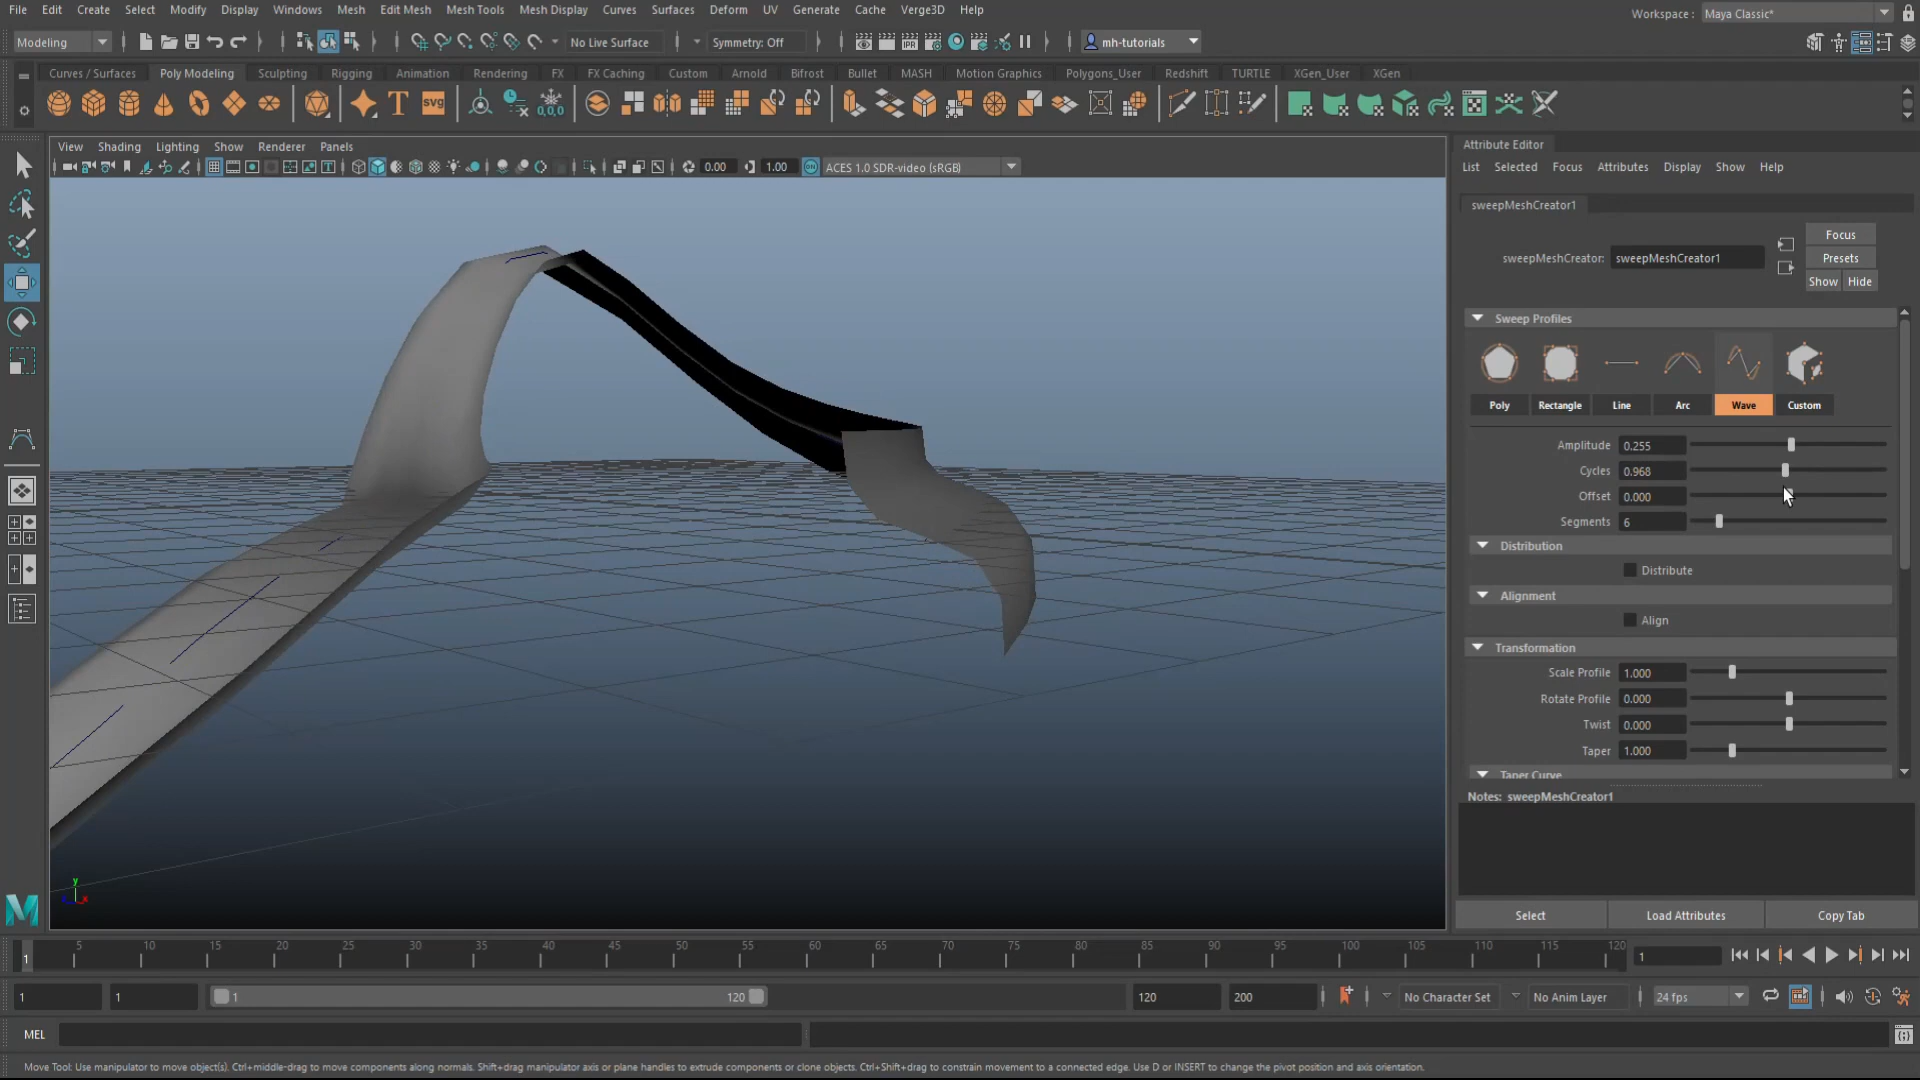 File Edit Create Select Modify Display Windows Mesh Edit Mesh Mesh Tools Mesh Display Curves Surfaces Deform UV Generate Cache Verge3D Help
Workspace : Maya Classic*
Modeling No Live Surface Symmetry: Off mh-tutorials
Curves / Surfaces Poly Modeling Sculpting Rigging Animation Rendering FX FX Caching Custom Arnold Bifrost Bullet MASH Motion Graphics Polygons_User Redshift TURTLE XGen_User XGen
T SVG 0,0,0
View Shading Lighting Show Renderer Panels
0.00 1.00 ACES 1.0 SDR-video (sRGB)
Attribute Editor
List Selected Focus Attributes Display Show Help
sweepMeshCreator1
Focus
sweepMeshCreator: sweepMeshCreator1
Presets
Show Hide
Sweep Profiles
Poly Rectangle Line Arc Wave Custom
Amplitude 0.255
Cycles 0.968
Offset 0.000
Segments 6
Distribution
Distribute
Alignment
Align
Transformation
Scale Profile 1.000
Rotate Profile 0.000
Twist 0.000
Taper 1.000
Taper Curve
Notes: sweepMeshCreator1
y
x
Select Load Attributes Copy Tab
1 5 10 15 20 25 30 35 40 45 50 55 60 65 70 75 80 85 90 95 100 105 110 115 120 1
1 1 1 120 120 200 No Character Set No Anim Layer 24 fps
MEL
Move Tool: Use manipulator to move object(s). Ctrl+middle-drag to move components along normals. Shift+drag manipulator axis or plane handles to extrude components or clone objects. Ctrl+Shift+drag to constrain movement to a connected edge. Use D or INSERT to change the pivot position and axis orientation.